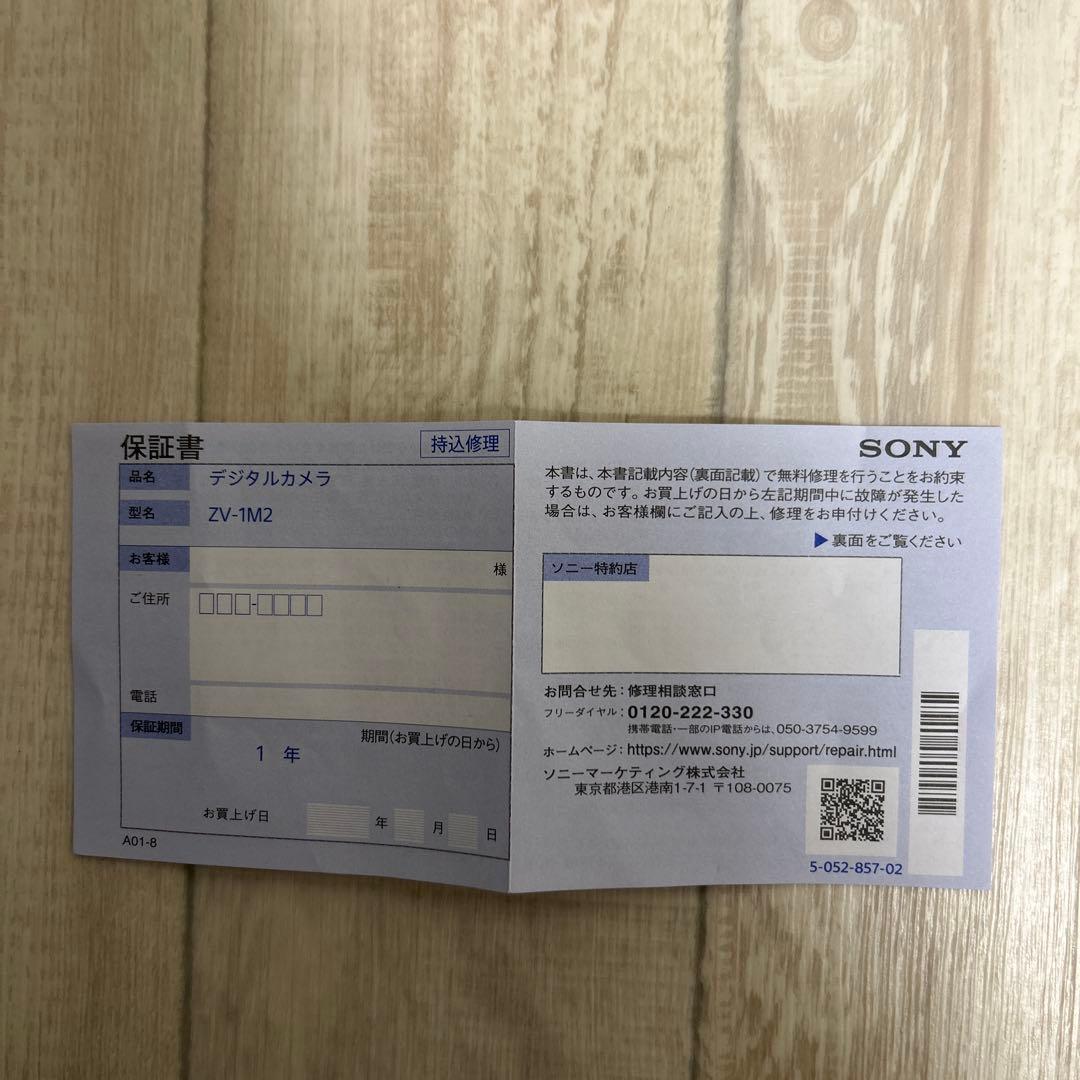 保証書
持込修理
品名
デジタルカメラ
型名
ZV-1M2
お客様
様
ご住所
電話
保証期間
期間(お買上げの日から)
1 年
お買上げ日
年
月
日
A01-8
SONY
本書は、本書記載内容(裏面記載)で無料修理を行うことをお約束
するものです。お買上げの日から左記期間中に故障が発生した
場合は、お客様欄にご記入の上、修理をお申付けください。
▶裏面をご覧ください
ソニー特約店
お問合せ先:修理相談窓口
フリーダイヤル:0120-222-330
携帯電話・一部のIP電話からは、050-3754-9599
ホームページ:https://www.sony.jp/support/repair.html
ソニーマーケティング株式会社
東京都港区港南1-7-1 〒108-0075
5-052-857-02